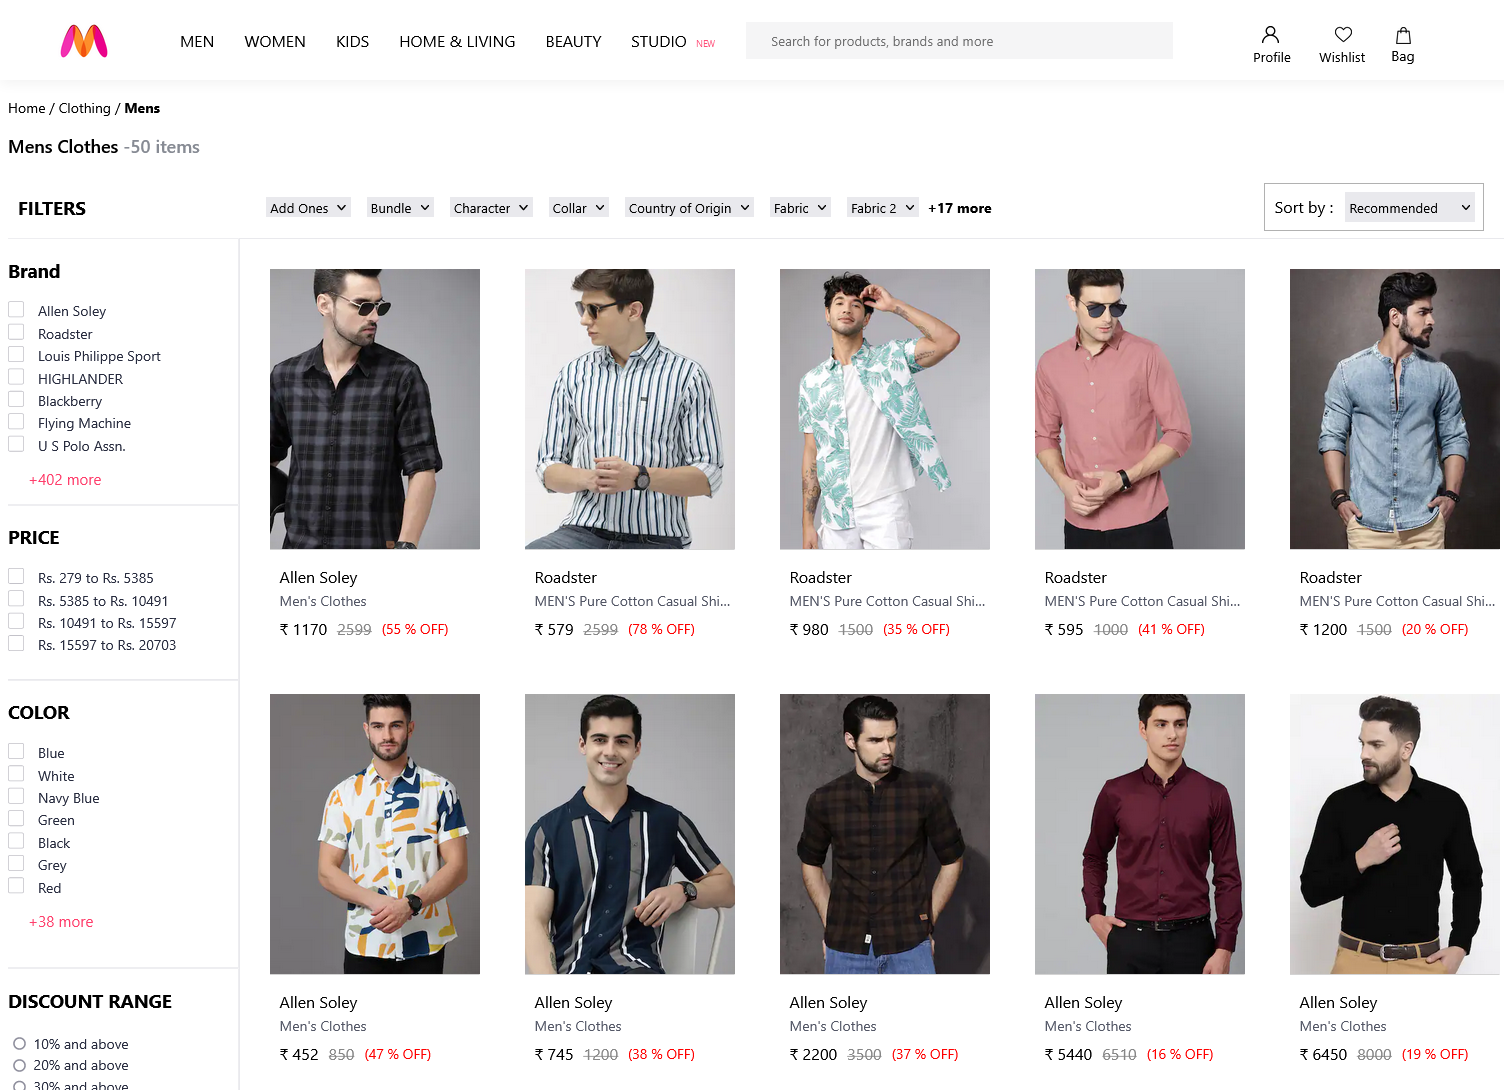 MEN WOMEN KIDS HOME & LIVING BEAUTY STUDIO NEW Search for products, brands and more Profile Wishlist Bag
Home / Clothing / Mens
Mens Clothes -50 items
FILTERS Add Ones Bundle Character Collar Country of Origin Fabric Fabric 2 +17 more Sort by : Recommended
Brand
Allen Soley
Roadster
Louis Philippe Sport
HIGHLANDER
Blackberry
Flying Machine
U S Polo Assn.
+402 more
PRICE
Rs. 279 to Rs. 5385
Rs. 5385 to Rs. 10491
Rs. 10491 to Rs. 15597
Rs. 15597 to Rs. 20703
COLOR
Blue
White
Navy Blue
Green
Black
Grey
Red
+38 more
DISCOUNT RANGE
10% and above
20% and above
30% and above
Allen Soley
Men's Clothes
₹ 1170 2599 (55 % OFF)
Roadster
MEN'S Pure Cotton Casual Shi...
₹ 579 2599 (78 % OFF)
Roadster
MEN'S Pure Cotton Casual Shi...
₹ 980 1500 (35 % OFF)
Roadster
MEN'S Pure Cotton Casual Shi...
₹ 595 1000 (41 % OFF)
Roadster
MEN'S Pure Cotton Casual Shi...
₹ 1200 1500 (20 % OFF)
Allen Soley
Men's Clothes
₹ 452 850 (47 % OFF)
Allen Soley
Men's Clothes
₹ 745 1200 (38 % OFF)
Allen Soley
Men's Clothes
₹ 2200 3500 (37 % OFF)
Allen Soley
Men's Clothes
₹ 5440 6510 (16 % OFF)
Allen Soley
Men's Clothes
₹ 6450 8000 (19 % OFF)